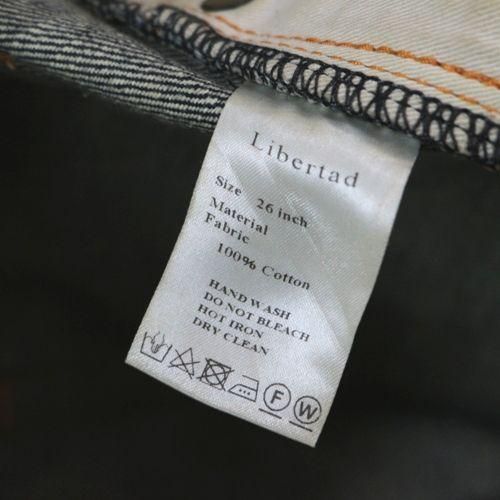 Libertad
Size 26 inch
Material
Fabric
100% Cotton
HAND WASH
DO NOT BLEACH
HOT IRON
DRY CLEAN
F W